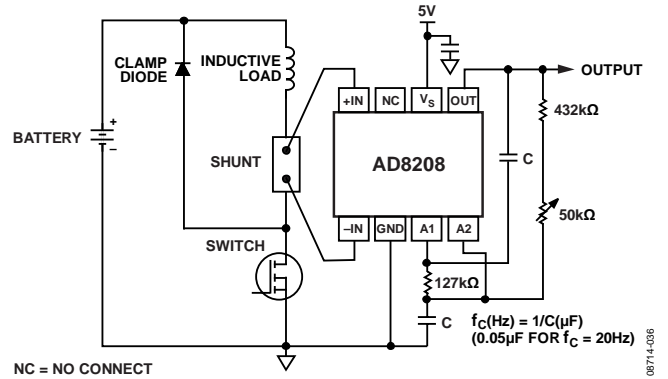 5V
OUTPUT
CLAMP
DIODE
INDUCTIVE
LOAD
+IN
NC
VS
OUT
432kΩ
BATTERY
+
–
SHUNT
AD8208
C
50kΩ
–IN
GND
A1
A2
SWITCH
127kΩ
C
fC(Hz) = 1/C(µF)
(0.05µF FOR fC = 20Hz)
NC = NO CONNECT
08714-036